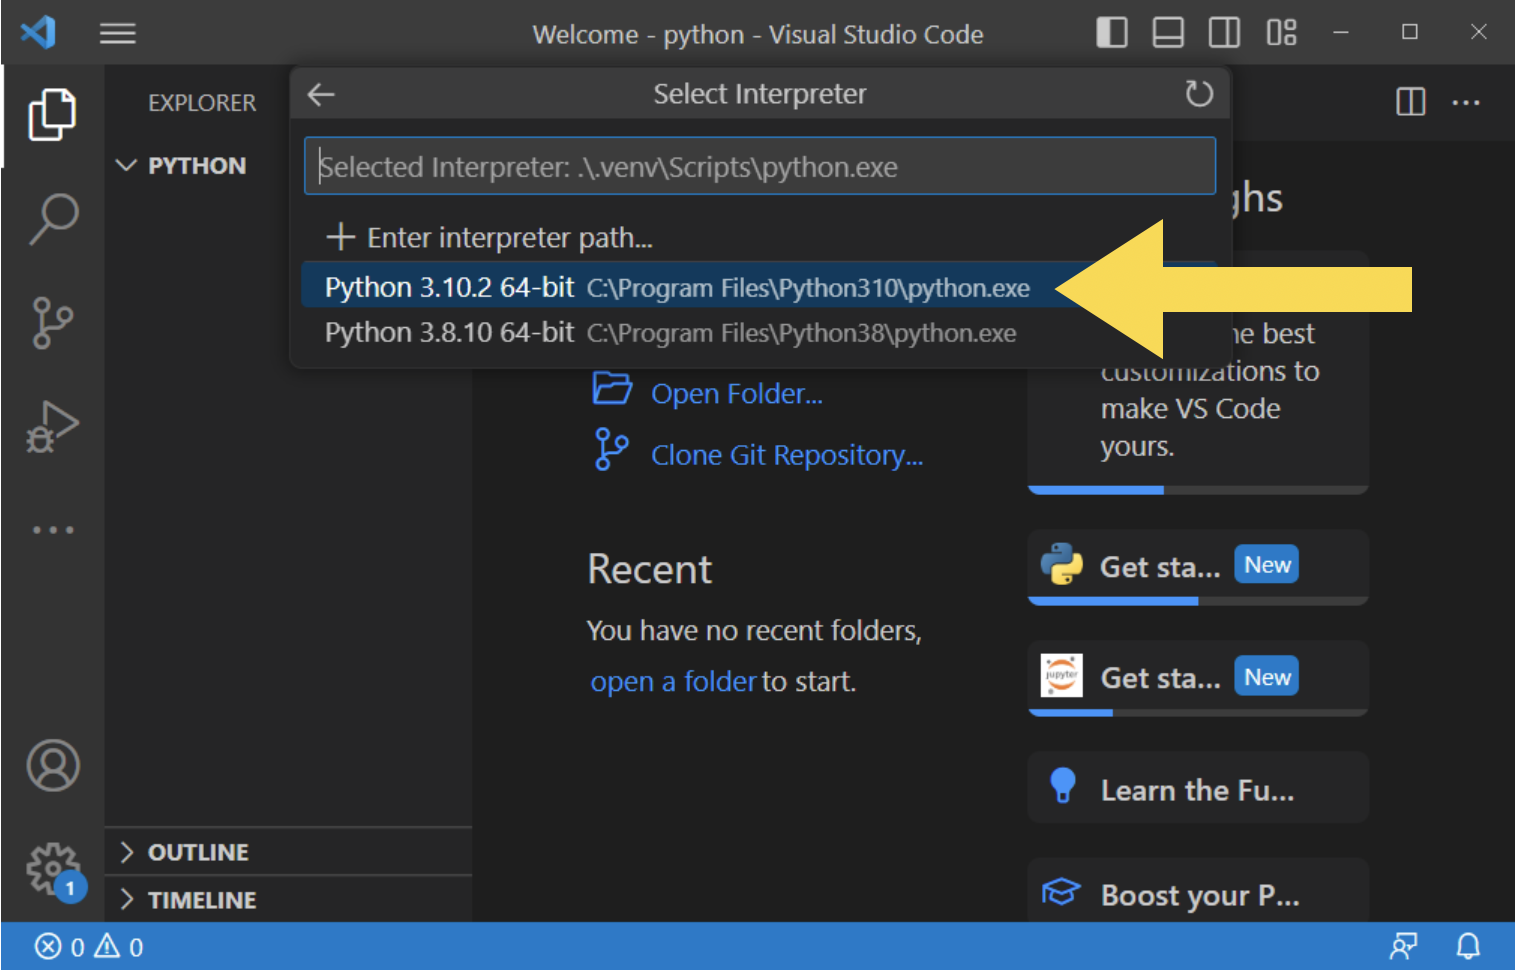 Welcome - python - Visual Studio Code
EXPLORER
PYTHON
Select Interpreter
Selected Interpreter: .\.venv\Scripts\python.exe
Enter interpreter path...
Python 3.10.2 64-bit C:\Program Files\Python310\python.exe
Python 3.8.10 64-bit C:\Program Files\Python38\python.exe
Open Folder...
Clone Git Repository...
Recent
You have no recent folders,
open a folder to start.
best
customizations to
make VS Code
yours.
Get sta... New
jupyter
Get sta... New
Learn the Fu...
Boost your P...
OUTLINE
1
TIMELINE
0 0